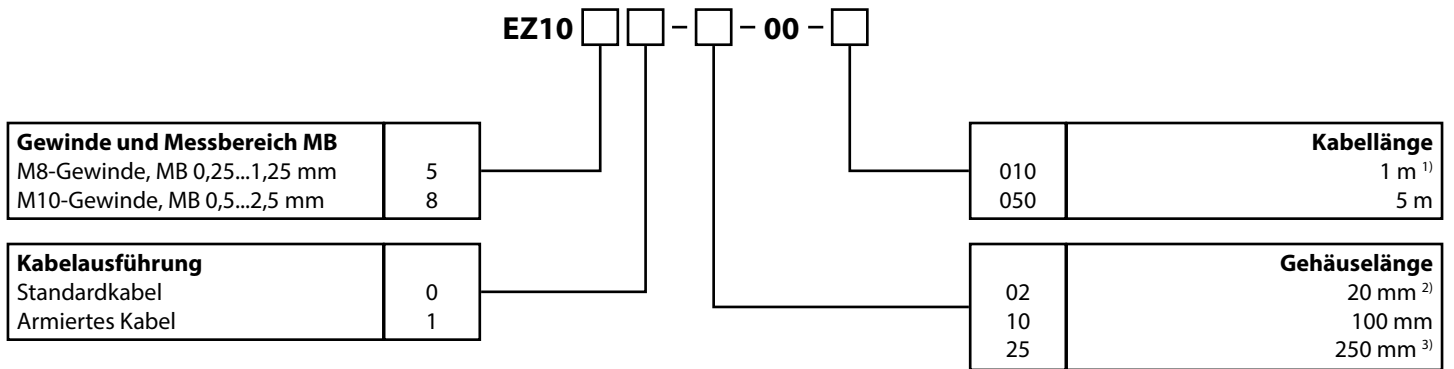 EZ10 - - 00 -
Gewinde und Messbereich MB
M8-Gewinde, MB 0,25...1,25 mm 5
M10-Gewinde, MB 0,5...2,5 mm 8
Kabelausführung
Standardkabel 0
Armiertes Kabel 1
Kabellänge
010 1 m 1)
050 5 m
Gehäuselänge
02 20 mm 2)
10 100 mm
25 250 mm 3)